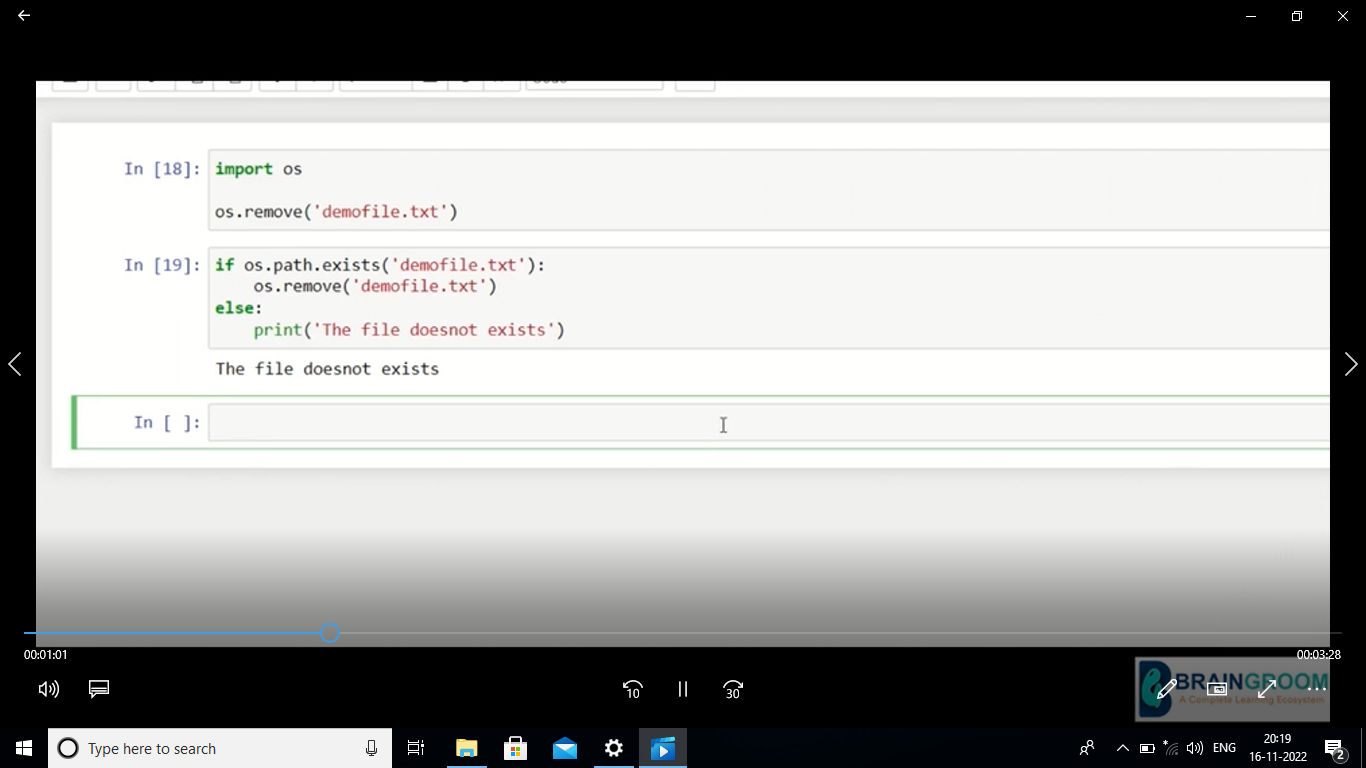 In [18]: import os
os.remove('demofile.txt')
In [19]: if os.path.exists('demofile.txt'):
os.remove('demofile.txt')
else:
print('The file doesnot exists')
The file doesnot exists
In [ ]:
00:01:01
00:03:28
10
30
BRAINGROOM
A Complete Learning Ecosystem
Type here to search
ENG
20:19
16-11-2022
2